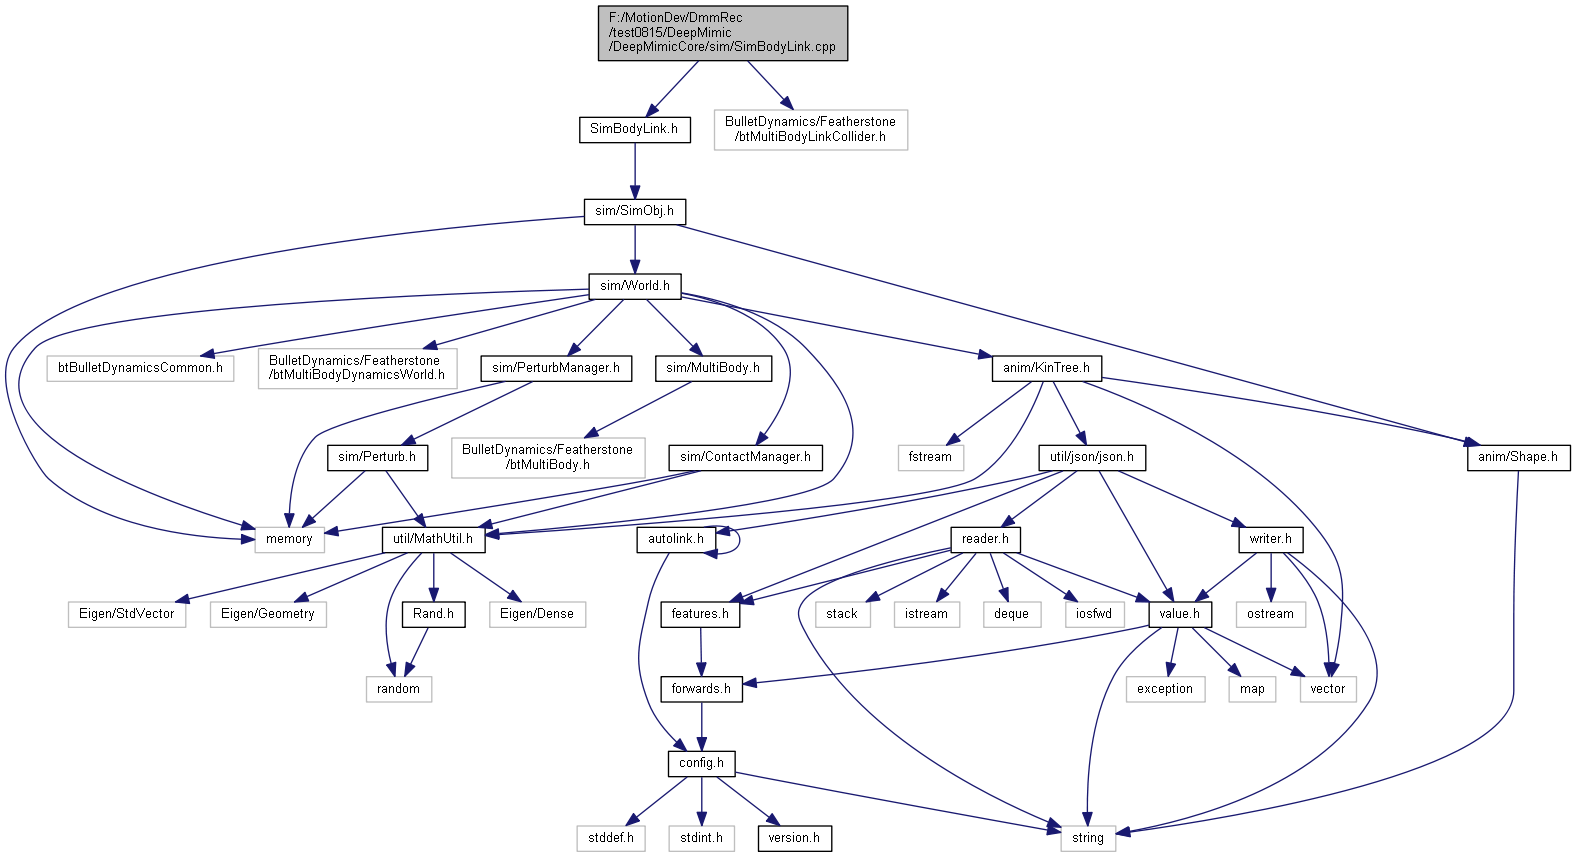 F:/MotionDew/DmmRec
/test0815/DeepMimic
/DeepMimicCore/sim/SimBodyLink.cpp
SimBodyLink.h
BulletDynamics/Featherstone
/btMultiBodyLinkCollider.h
sim/SimObj.h
sim/World.h
btBulletDynamicsCommon.h
BulletDynamics/Featherstone
/btMultiBodyDynamicsWorld.h
sim/PerturbManager.h
sim/MultiBody.h
anim/KinTree.h
sim/Perturb.h
BulletDynamics/Featherstone
/btMultiBody.h
sim/ContactManager.h
fstream
util/json/json.h
anim/Shape.h
memory
util/MathUtil.h
autolink.h
reader.h
writer.h
Eigen/StdVector
Eigen/Geometry
Rand.h
Eigen/Dense
features.h
stack
istream
deque
iosfwd
value.h
ostream
random
forwards.h
exception
map
vector
config.h
stddef.h
stdint.h
version.h
string